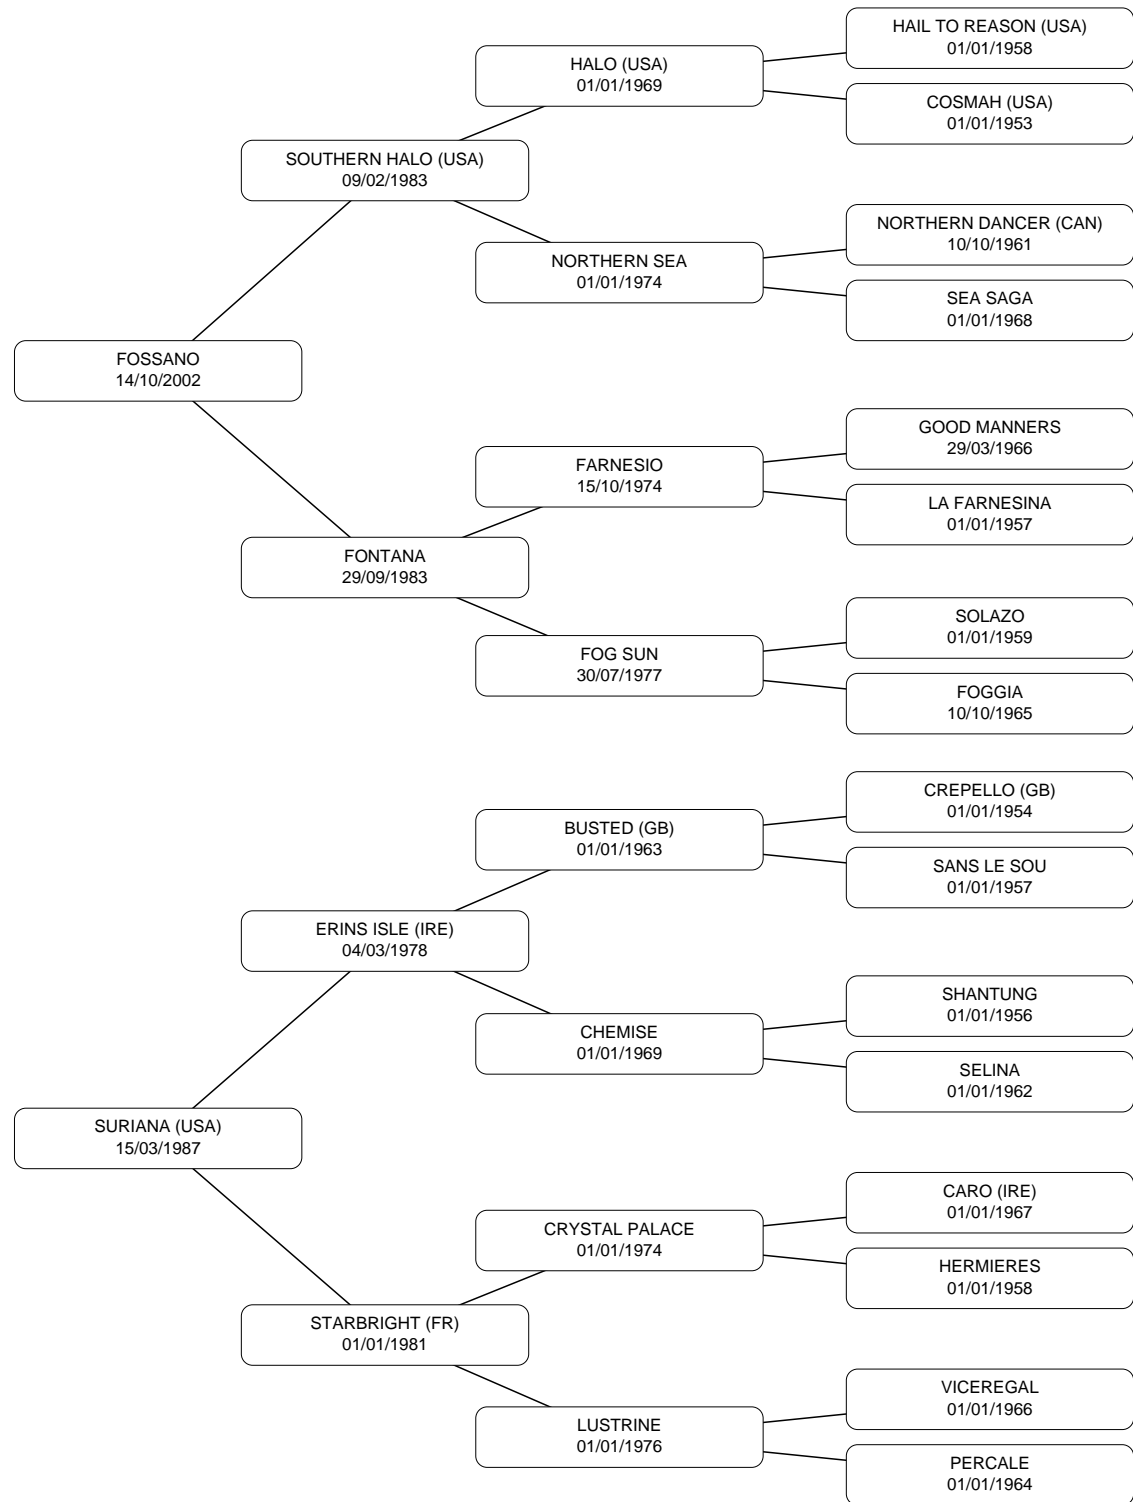 HAIL TO REASON (USA)
01/01/1958
HALO (USA)
01/01/1969
COSMAH (USA)
01/01/1953
SOUTHERN HALO (USA)
09/02/1983
NORTHERN DANCER (CAN)
10/10/1961
NORTHERN SEA
01/01/1974
SEA SAGA
01/01/1968
FOSSANO
14/10/2002
GOOD MANNERS
29/03/1966
FARNESIO
15/10/1974
LA FARNESINA
01/01/1957
FONTANA
29/09/1983
SOLAZO
01/01/1959
FOG SUN
30/07/1977
FOGGIA
10/10/1965
CREPELLO (GB)
01/01/1954
BUSTED (GB)
01/01/1963
SANS LE SOU
01/01/1957
ERINS ISLE (IRE)
04/03/1978
SHANTUNG
01/01/1956
CHEMISE
01/01/1969
SELINA
01/01/1962
SURIANA (USA)
15/03/1987
CARO (IRE)
01/01/1967
CRYSTAL PALACE
01/01/1974
HERMIERES
01/01/1958
STARBRIGHT (FR)
01/01/1981
VICEREGAL
01/01/1966
LUSTRINE
01/01/1976
PERCALE
01/01/1964